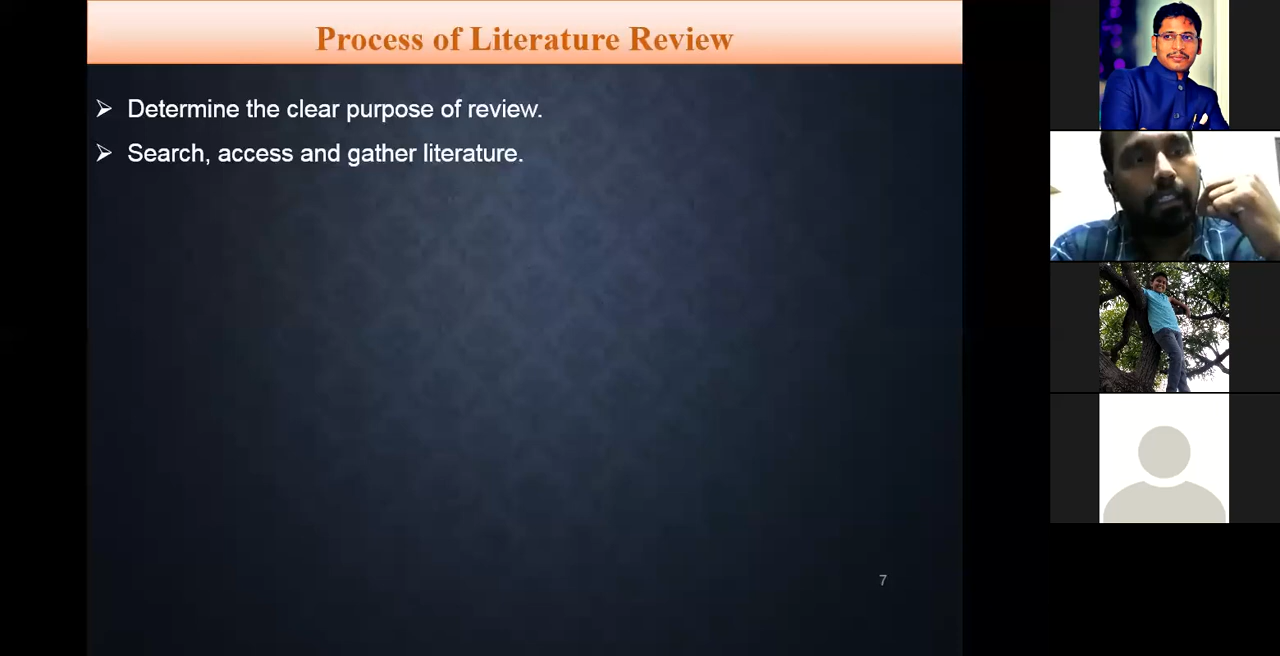 Process of Literature Review
➢ Determine the clear purpose of review.
➢ Search, access and gather literature.
7